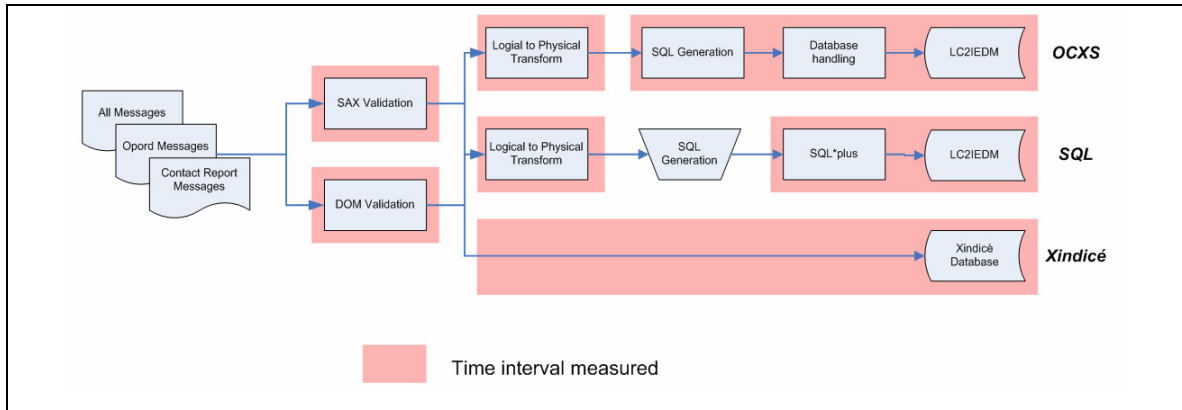 All Messages
Opord Messages
Contact Report
Messages
SAX Validation
DOM Validation
Logial to Physical
Transform
SQL Generation
Database
handling
LC2IEDM
OCXS
Logical to Physical
Transform
SQL
Generation
SQL*plus
LC2IEDM
SQL
Xindicè
Database
Xindicé
Time interval measured